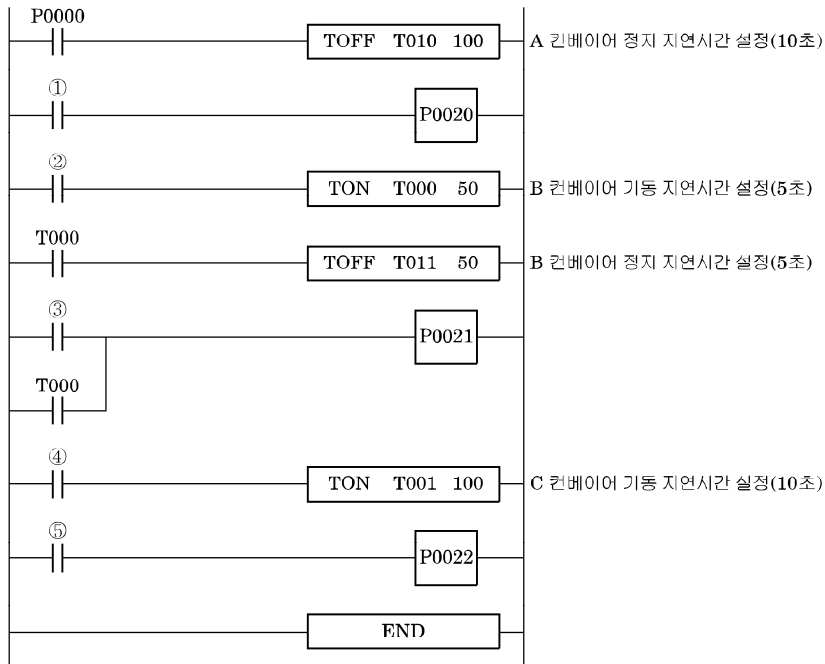 P0000
TOFF T010 100 A 컨베이어 정지 지연시간 설정(10초)
①
P0020
②
TON T000 50 B 컨베이어 기동 지연시간 설정(5초)
T000
TOFF T011 50 B 컨베이어 정지 지연시간 설정(5초)
③
P0021
T000
④
TON T001 100 C 컨베이어 기동 지연시간 설정(10초)
⑤
P0022
END